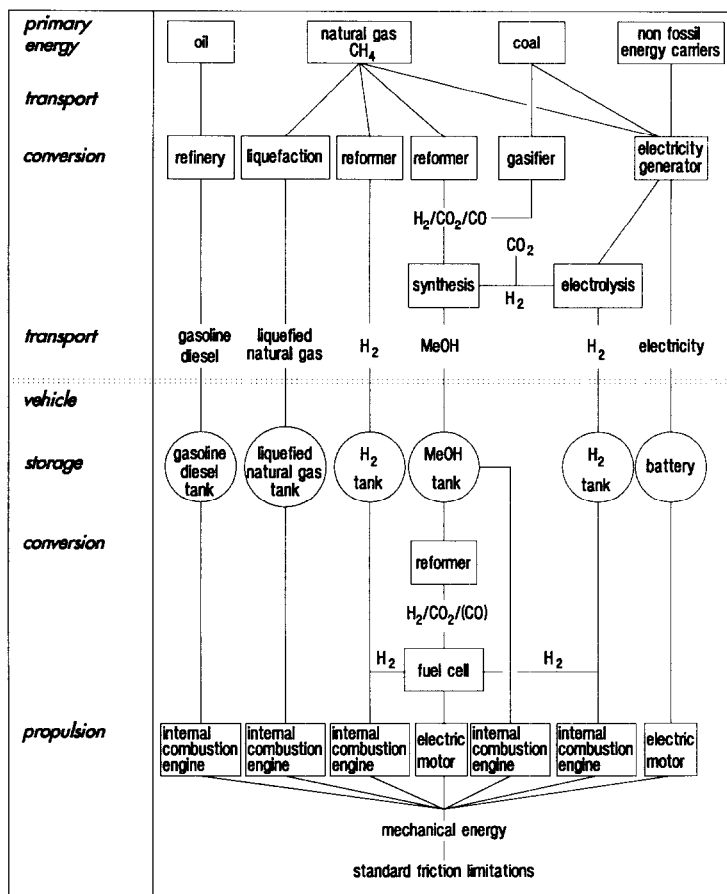 primary
energy
oil
natural gas
CH4
coal
non fossil
energy carriers
transport
conversion
refinery
liquefaction
reformer
reformer
gasifier
electricity
generator
H2/CO2/CO
CO2
synthesis
H2
electrolysis
transport
gasoline
diesel
liquefied
natural gas
H2
MeOH
H2
electricity
vehicle
storage
gasoline
diesel
tank
liquefied
natural gas
tank
H2
tank
MeOH
tank
H2
tank
battery
conversion
reformer
H2/CO2/(CO)
H2
fuel cell
H2
propulsion
internal
combustion
engine
internal
combustion
engine
internal
combustion
engine
electric
motor
internal
combustion
engine
internal
combustion
engine
electric
motor
mechanical energy
standard friction limitations